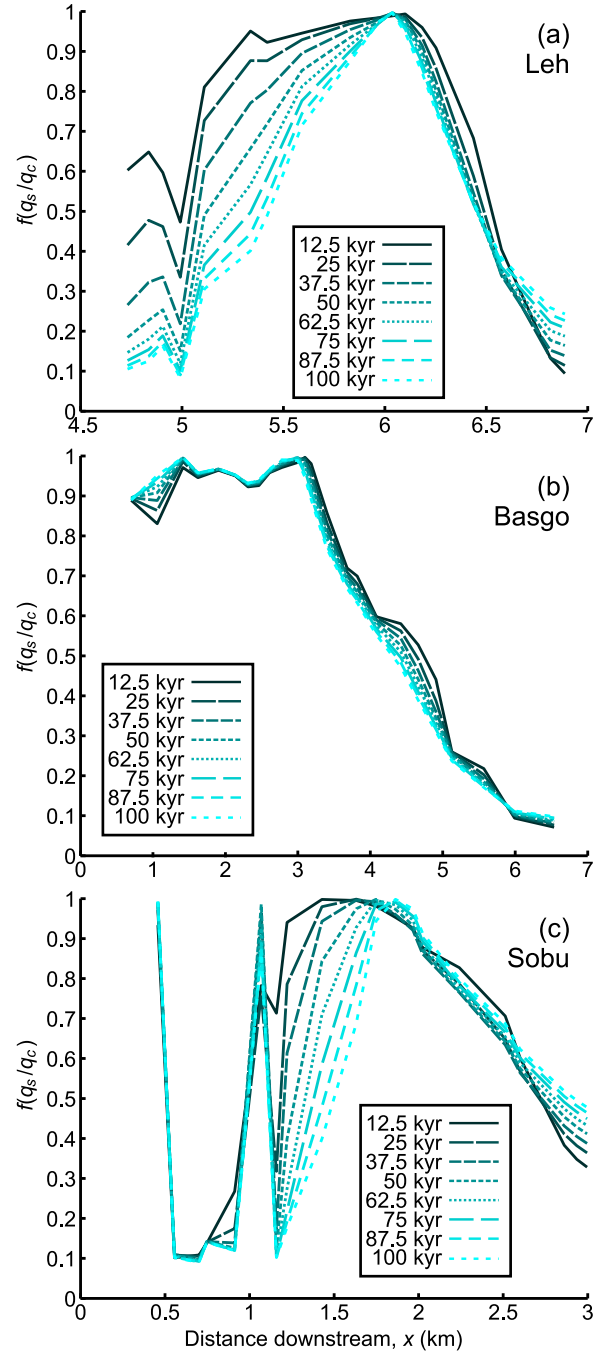 1
0.9
0.8
0.7
0.6
0.5
0.4
0.3
0.2
0.1
0
f(qs/qc)
(a)
Leh
12.5 kyr
25 kyr
37.5 kyr
50 kyr
62.5 kyr
75 kyr
87.5 kyr
100 kyr
4.5 5 5.5 6 6.5 7
1
0.9
0.8
0.7
0.6
0.5
0.4
0.3
0.2
0.1
0
f(qs/qc)
(b)
Basgo
12.5 kyr
25 kyr
37.5 kyr
50 kyr
62.5 kyr
75 kyr
87.5 kyr
100 kyr
0 1 2 3 4 5 6 7
1
0.9
0.8
0.7
0.6
0.5
0.4
0.3
0.2
0.1
0
f(qs/qc)
(c)
Sobu
12.5 kyr
25 kyr
37.5 kyr
50 kyr
62.5 kyr
75 kyr
87.5 kyr
100 kyr
0 0.5 1 1.5 2 2.5 3
Distance downstream, x (km)